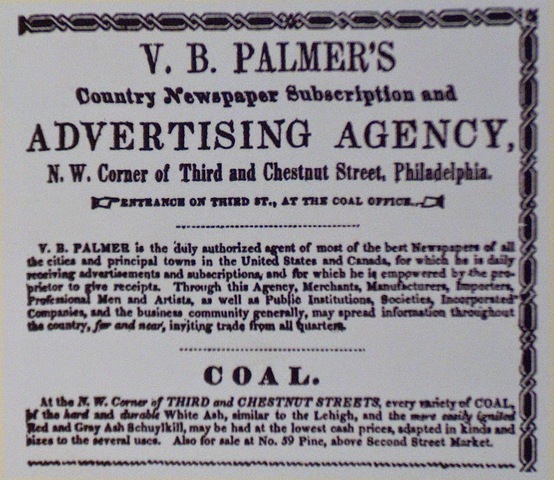 V. B. PALMER'S
Country Newspaper Subscription and
ADVERTISING AGENCY,
N. W. Corner of Third and Chestnut Street, Philadelphia.
ENTRANCE ON THIRD ST., AT THE COAL OFFICE.
V. B. PALMER is the duly authorized agent of most of the best Newspapers of all
the cities and principal towns in the United States and Canada, for which he is daily
receiving advertisements and subscriptions, and for which he is empowered by the pro-
prietor to give receipts. Through this Agency, Merchants, Manufacturers, Importers,
Professional Men and Artists, as well as Public Institutions, Societies, Incorporated
Companies, and the business community generally, may spread information throughout
the country, far and near, inviting trade from all quarters.
COAL.
At the N. W. Corner of THIRD and CHESTNUT STREETS, every variety of COAL,
of the hard and durable White Ash, similar to the Lehigh, and the more easily ignited
Red and Gray Ash Schuylkill, may be had at the lowest cash prices, adapted in kinds and
sizes to the several uses. Also for sale at No. 59 Pine, above Second Street Market.